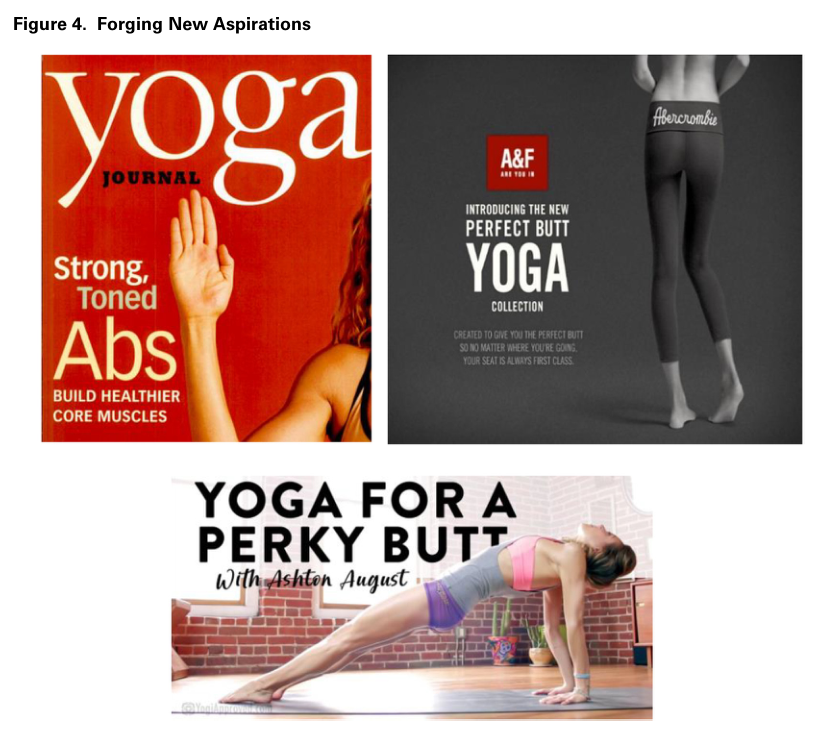 Figure 4. Forging New Aspirations
yoga
JOURNAL
Strong,
Toned
Abs
BUILD HEALTHIER
CORE MUSCLES
A&F
ARE YOU IN
INTRODUCING THE NEW
PERFECT BUTT
YOGA
COLLECTION
CREATED TO GIVE YOU THE PERFECT BUTT
SO NO MATTER WHERE YOU'RE GOING,
YOUR SEAT IS ALWAYS FIRST CLASS.
Abercrombie
YOGA FOR A
PERKY BUTT
With Ashton August
YogiApproved.com